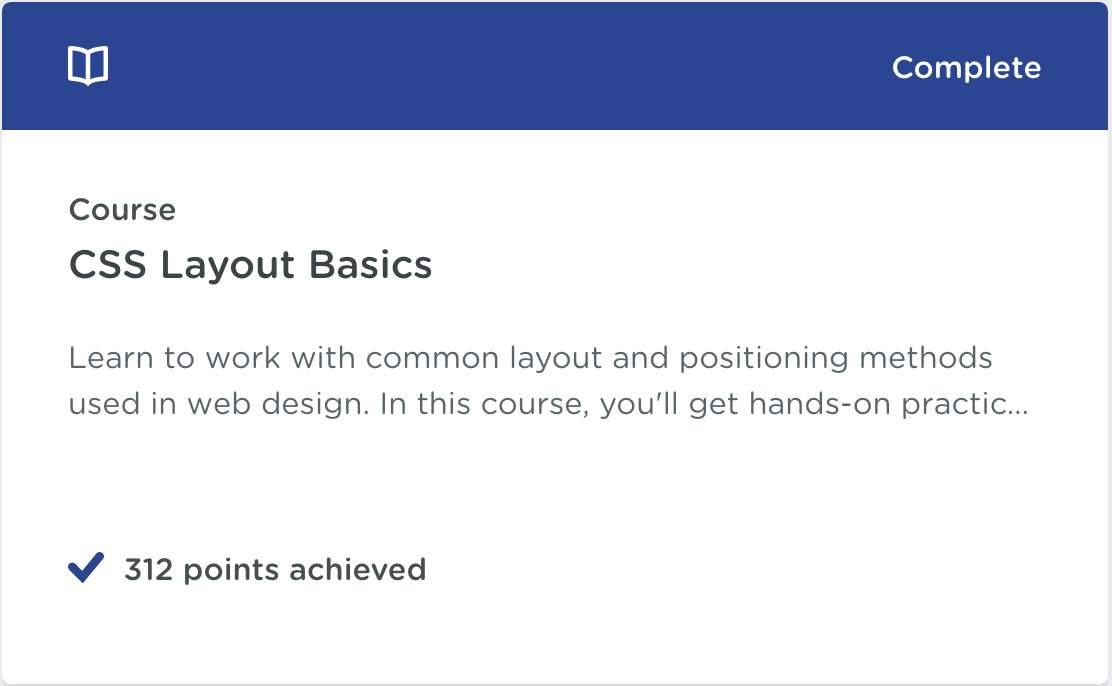 Complete
Course
CSS Layout Basics
Learn to work with common layout and positioning methods
used in web design. In this course, you'll get hands-on practic...
312 points achieved